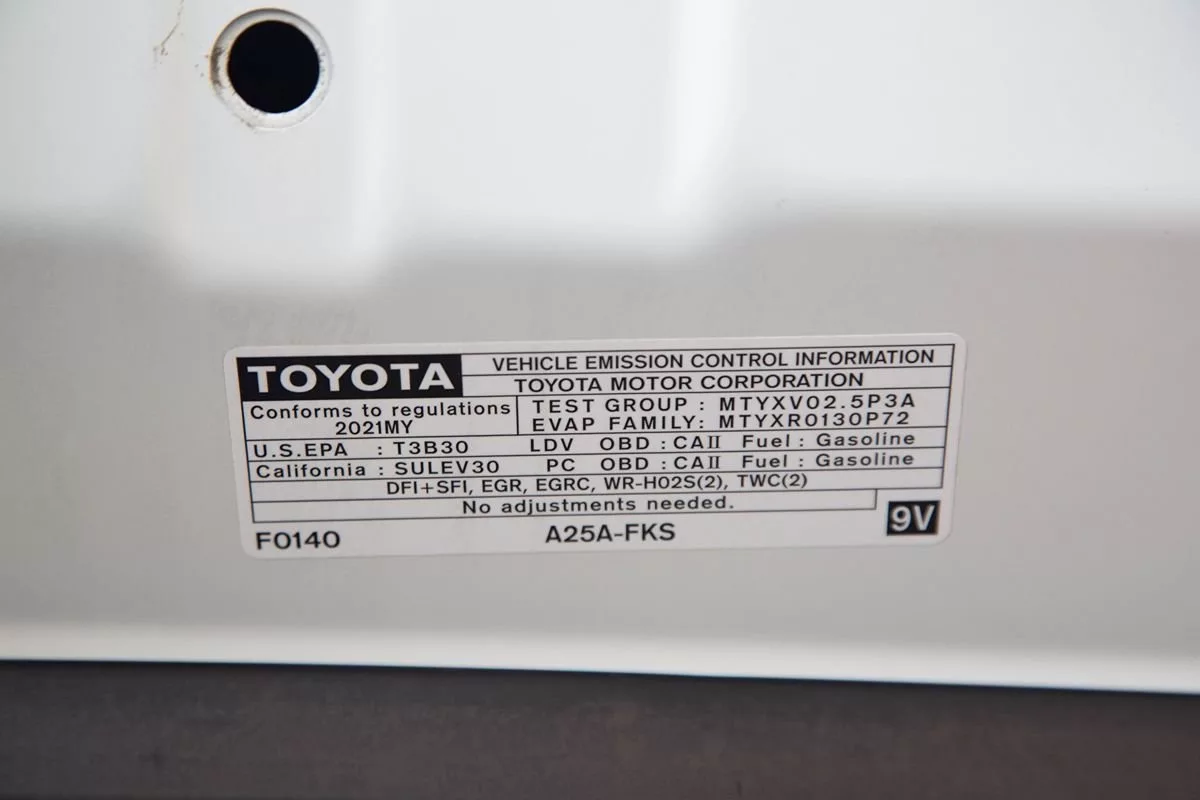 TOYOTA
VEHICLE EMISSION CONTROL INFORMATION
TOYOTA MOTOR CORPORATION
Conforms to regulations
2021MY
TEST GROUP : MTYXV02.5P3A
EVAP FAMILY: MTYXR0130P72
U.S.EPA : T3B30 LDV OBD : CAII Fuel : Gasoline
California : SULEV30 PC OBD : CAII Fuel : Gasoline
DFI+SFI, EGR, EGRC, WR-HO2S(2), TWC(2)
No adjustments needed.
F0140 A25A-FKS 9V